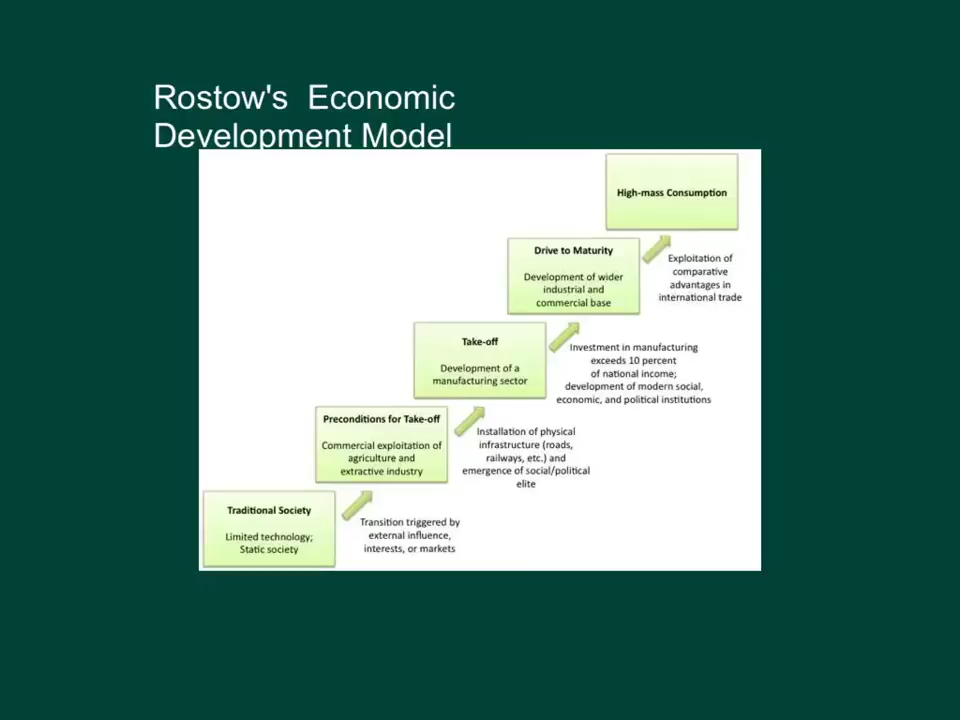 Rostow's Economic
Development Model
High-mass Consumption
Drive to Maturity
Development of wider
industrial and
commercial base
Exploitation of
comparative
advantages in
international trade
Take-off
Development of a
manufacturing sector
Investment in manufacturing
exceeds 10 percent
of national income;
development of modern social,
economic, and political institutions
Preconditions for Take-off
Commercial exploitation of
agriculture and
extractive industry
Installation of physical
infrastructure (roads,
railways, etc.) and
emergence of social/political
elite
Traditional Society
Limited technology;
Static society
Transition triggered by
external influence,
interests, or markets